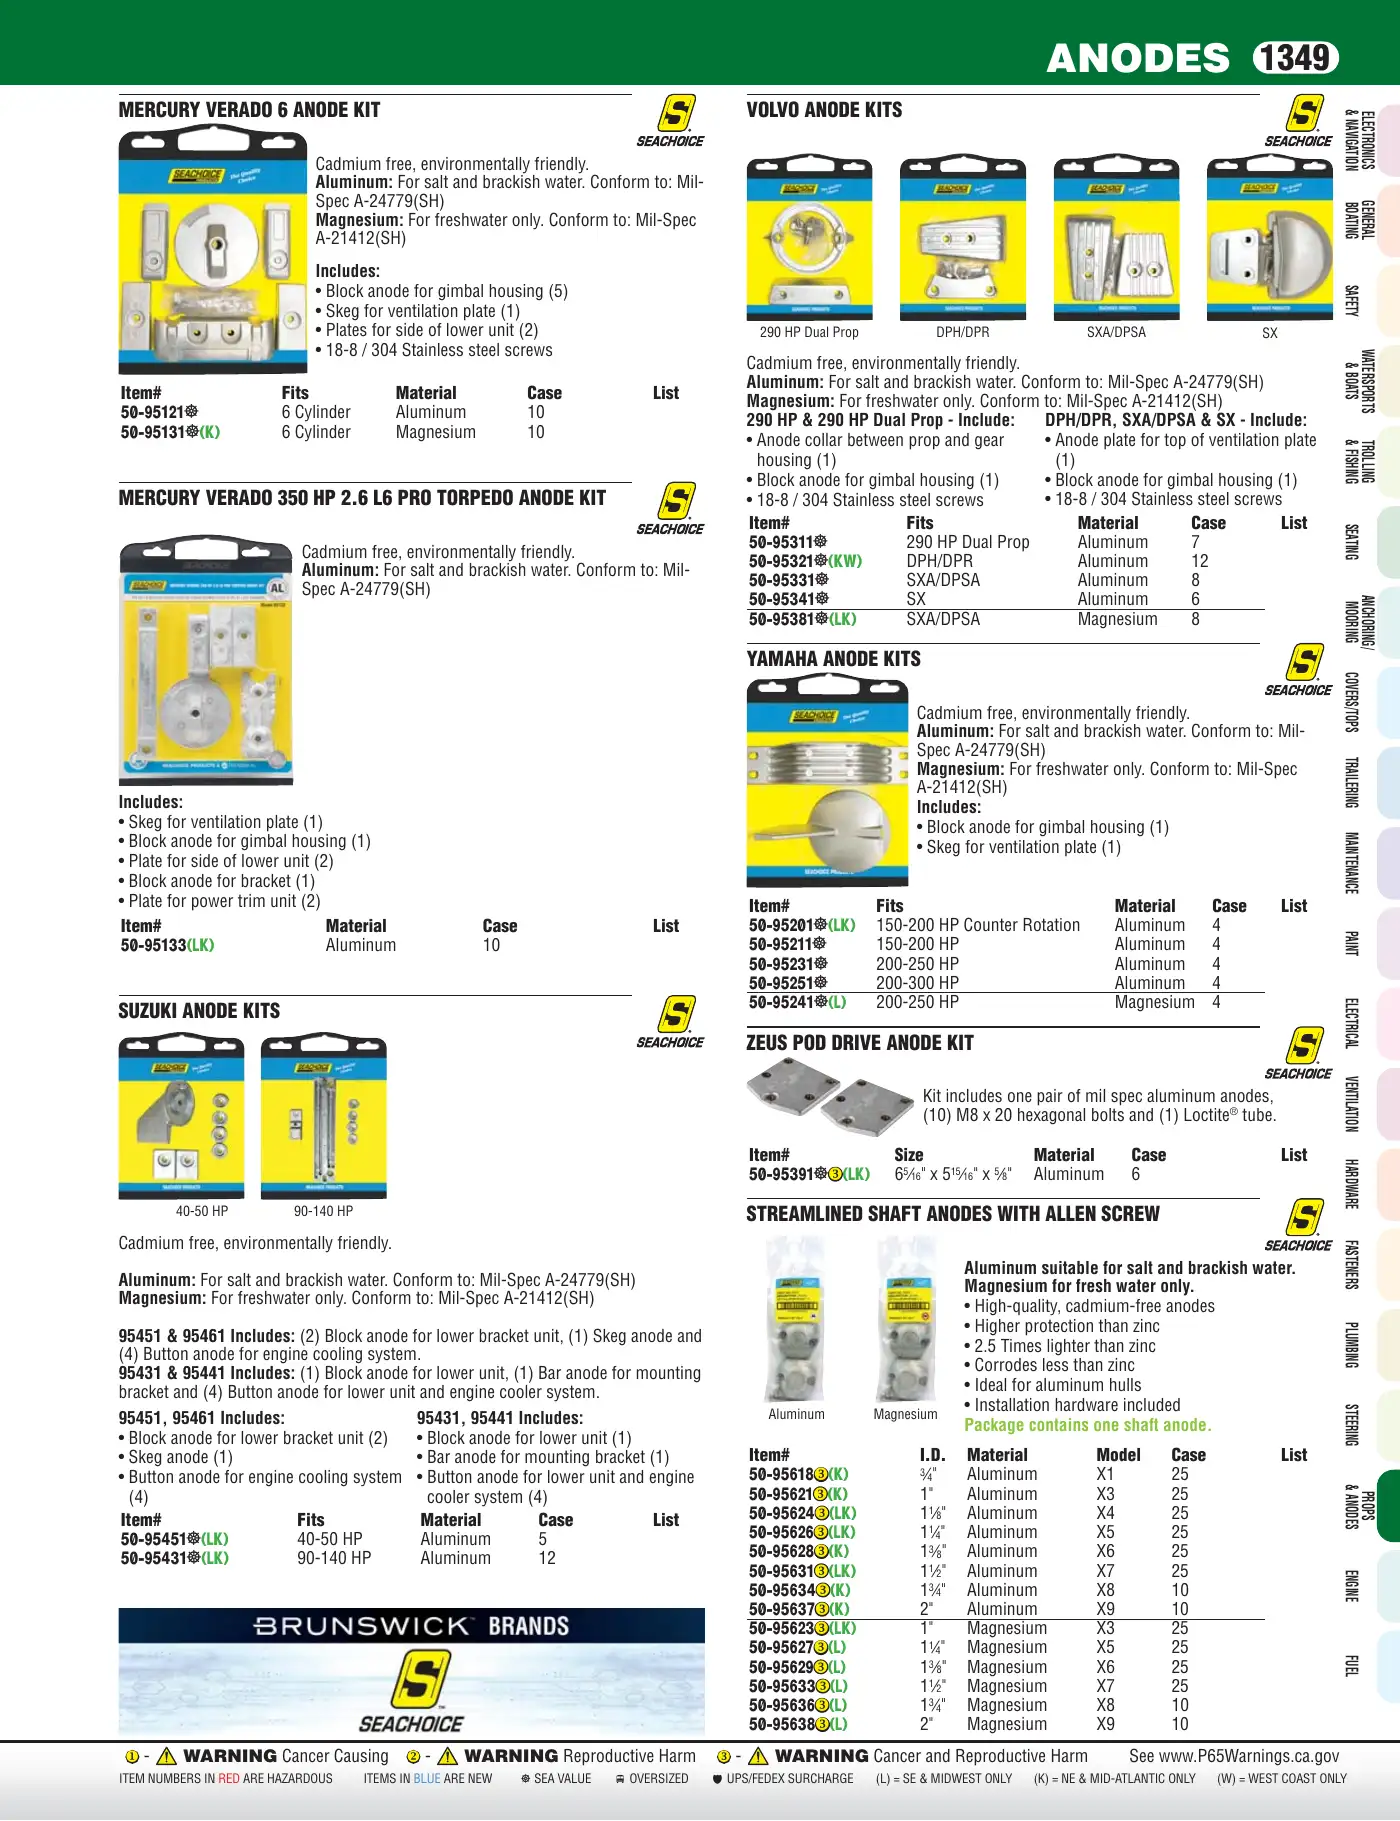 ANODES 1349
MERCURY VERADO 6 ANODE KIT
SEACHOICE
Cadmium free, environmentally friendly.
Aluminum: For salt and brackish water. Conform to: Mil-
Spec A-24779(SH)
Magnesium: For freshwater only. Conform to: Mil-Spec
A-21412(SH)
Includes:
• Block anode for gimbal housing (5)
• Skeg for ventilation plate (1)
• Plates for side of lower unit (2)
• 18-8 / 304 Stainless steel screws
Item# Fits Material Case List
50-95121 6 Cylinder Aluminum 10
50-95131(K) 6 Cylinder Magnesium 10
MERCURY VERADO 350 HP 2.6 L6 PRO TORPEDO ANODE KIT
SEACHOICE
Cadmium free, environmentally friendly.
Aluminum: For salt and brackish water. Conform to: Mil-
Spec A-24779(SH)
AL
Includes:
• Skeg for ventilation plate (1)
• Block anode for gimbal housing (1)
• Plate for side of lower unit (2)
• Block anode for bracket (1)
• Plate for power trim unit (2)
Item# Material Case List
50-95133(LK) Aluminum 10
SUZUKI ANODE KITS
SEACHOICE
40-50 HP 90-140 HP
Cadmium free, environmentally friendly.
Aluminum: For salt and brackish water. Conform to: Mil-Spec A-24779(SH)
Magnesium: For freshwater only. Conform to: Mil-Spec A-21412(SH)
95451 & 95461 Includes: (2) Block anode for lower bracket unit, (1) Skeg anode and
(4) Button anode for engine cooling system.
95431 & 95441 Includes: (1) Block anode for lower unit, (1) Bar anode for mounting
bracket and (4) Button anode for lower unit and engine cooler system.
95451, 95461 Includes:
• Block anode for lower bracket unit (2)
• Skeg anode (1)
• Button anode for engine cooling system
(4)
95431, 95441 Includes:
• Block anode for lower unit (1)
• Bar anode for mounting bracket (1)
• Button anode for lower unit and engine
cooler system (4)
Item# Fits Material Case List
50-95451(LK) 40-50 HP Aluminum 5
50-95431(LK) 90-140 HP Aluminum 12
BRUNSWICK™ BRANDS
SEACHOICE
VOLVO ANODE KITS
SEACHOICE
290 HP Dual Prop DPH/DPR SXA/DPSA SX
Cadmium free, environmentally friendly.
Aluminum: For salt and brackish water. Conform to: Mil-Spec A-24779(SH)
Magnesium: For freshwater only. Conform to: Mil-Spec A-21412(SH)
290 HP & 290 HP Dual Prop - Include:
• Anode collar between prop and gear
housing (1)
• Block anode for gimbal housing (1)
• 18-8 / 304 Stainless steel screws
DPH/DPR, SXA/DPSA & SX - Include:
• Anode plate for top of ventilation plate
(1)
• Block anode for gimbal housing (1)
• 18-8 / 304 Stainless steel screws
Item# Fits Material Case List
50-95311 290 HP Dual Prop Aluminum 7
50-95321(KW) DPH/DPR Aluminum 12
50-95331 SXA/DPSA Aluminum 8
50-95341 SX Aluminum 6
50-95381(LK) SXA/DPSA Magnesium 8
YAMAHA ANODE KITS
SEACHOICE
Cadmium free, environmentally friendly.
Aluminum: For salt and brackish water. Conform to: Mil-
Spec A-24779(SH)
Magnesium: For freshwater only. Conform to: Mil-Spec
A-21412(SH)
Includes:
• Block anode for gimbal housing (1)
• Skeg for ventilation plate (1)
Item# Fits Material Case List
50-95201(LK) 150-200 HP Counter Rotation Aluminum 4
50-95211 150-200 HP Aluminum 4
50-95231 200-250 HP Aluminum 4
50-95251 200-300 HP Aluminum 4
50-95241(L) 200-250 HP Magnesium 4
ZEUS POD DRIVE ANODE KIT
SEACHOICE
Kit includes one pair of mil spec aluminum anodes,
(10) M8 x 20 hexagonal bolts and (1) Loctite® tube.
Item# Size Material Case List
50-95391③(LK) 6⁵⁄₁₆" x 5¹⁵⁄₁₆" x ⁵⁄₈" Aluminum 6
STREAMLINED SHAFT ANODES WITH ALLEN SCREW
SEACHOICE
Aluminum Magnesium
Aluminum suitable for salt and brackish water.
Magnesium for fresh water only.
• High-quality, cadmium-free anodes
• Higher protection than zinc
• 2.5 Times lighter than zinc
• Corrodes less than zinc
• Ideal for aluminum hulls
• Installation hardware included
Package contains one shaft anode.
Item# I.D. Material Model Case List
50-95618③(K) ¾" Aluminum X1 25
50-95621③(K) 1" Aluminum X3 25
50-95624③(LK) 1⅛" Aluminum X4 25
50-95626③(LK) 1¼" Aluminum X5 25
50-95628③(K) 1⅜" Aluminum X6 25
50-95631③(LK) 1½" Aluminum X7 25
50-95634③(K) 1¾" Aluminum X8 10
50-95637③(K) 2" Aluminum X9 10
50-95623③(LK) 1" Magnesium X3 25
50-95627③(L) 1¼" Magnesium X5 25
50-95629③(L) 1⅜" Magnesium X6 25
50-95633③(L) 1½" Magnesium X7 25
50-95636③(L) 1¾" Magnesium X8 10
50-95638③(L) 2" Magnesium X9 10
ELECTRONICS
& NAVIGATION
GENERAL
BOATING
SAFETY
WATERSPORTS
& BOATS
TROLLING
& FISHING
SEATING
ANCHORING/
MOORING
COVERS/TOPS
TRAILERING
MAINTENANCE
PAINT
ELECTRICAL
VENTILATION
HARDWARE
FASTENERS
PLUMBING
STEERING
PROPS
& ANODES
ENGINE
FUEL
① - WARNING Cancer Causing ② - WARNING Reproductive Harm ③ - WARNING Cancer and Reproductive Harm See www.P65Warnings.ca.gov
ITEM NUMBERS IN RED ARE HAZARDOUS ITEMS IN BLUE ARE NEW SEA VALUE OVERSIZED UPS/FEDEX SURCHARGE (L) = SE & MIDWEST ONLY (K) = NE & MID-ATLANTIC ONLY (W) = WEST COAST ONLY